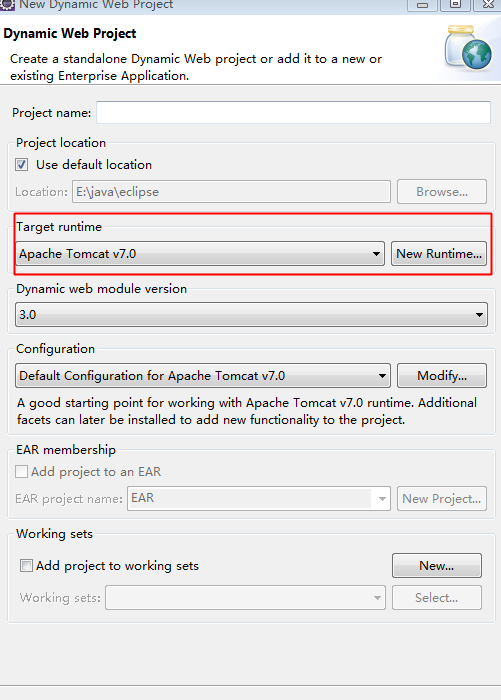 New Dynamic Web Project
Dynamic Web Project
Create a standalone Dynamic Web project or add it to a new or
existing Enterprise Application.
Project name:
Project location
Use default location
Location: E:\java\eclipse Browse...
Target runtime
Apache Tomcat v7.0 New Runtime...
Dynamic web module version
3.0
Configuration
Default Configuration for Apache Tomcat v7.0 Modify...
A good starting point for working with Apache Tomcat v7.0 runtime. Additional
facets can later be installed to add new functionality to the project.
EAR membership
Add project to an EAR
EAR project name: EAR New Project...
Working sets
Add project to working sets New...
Working sets: Select...